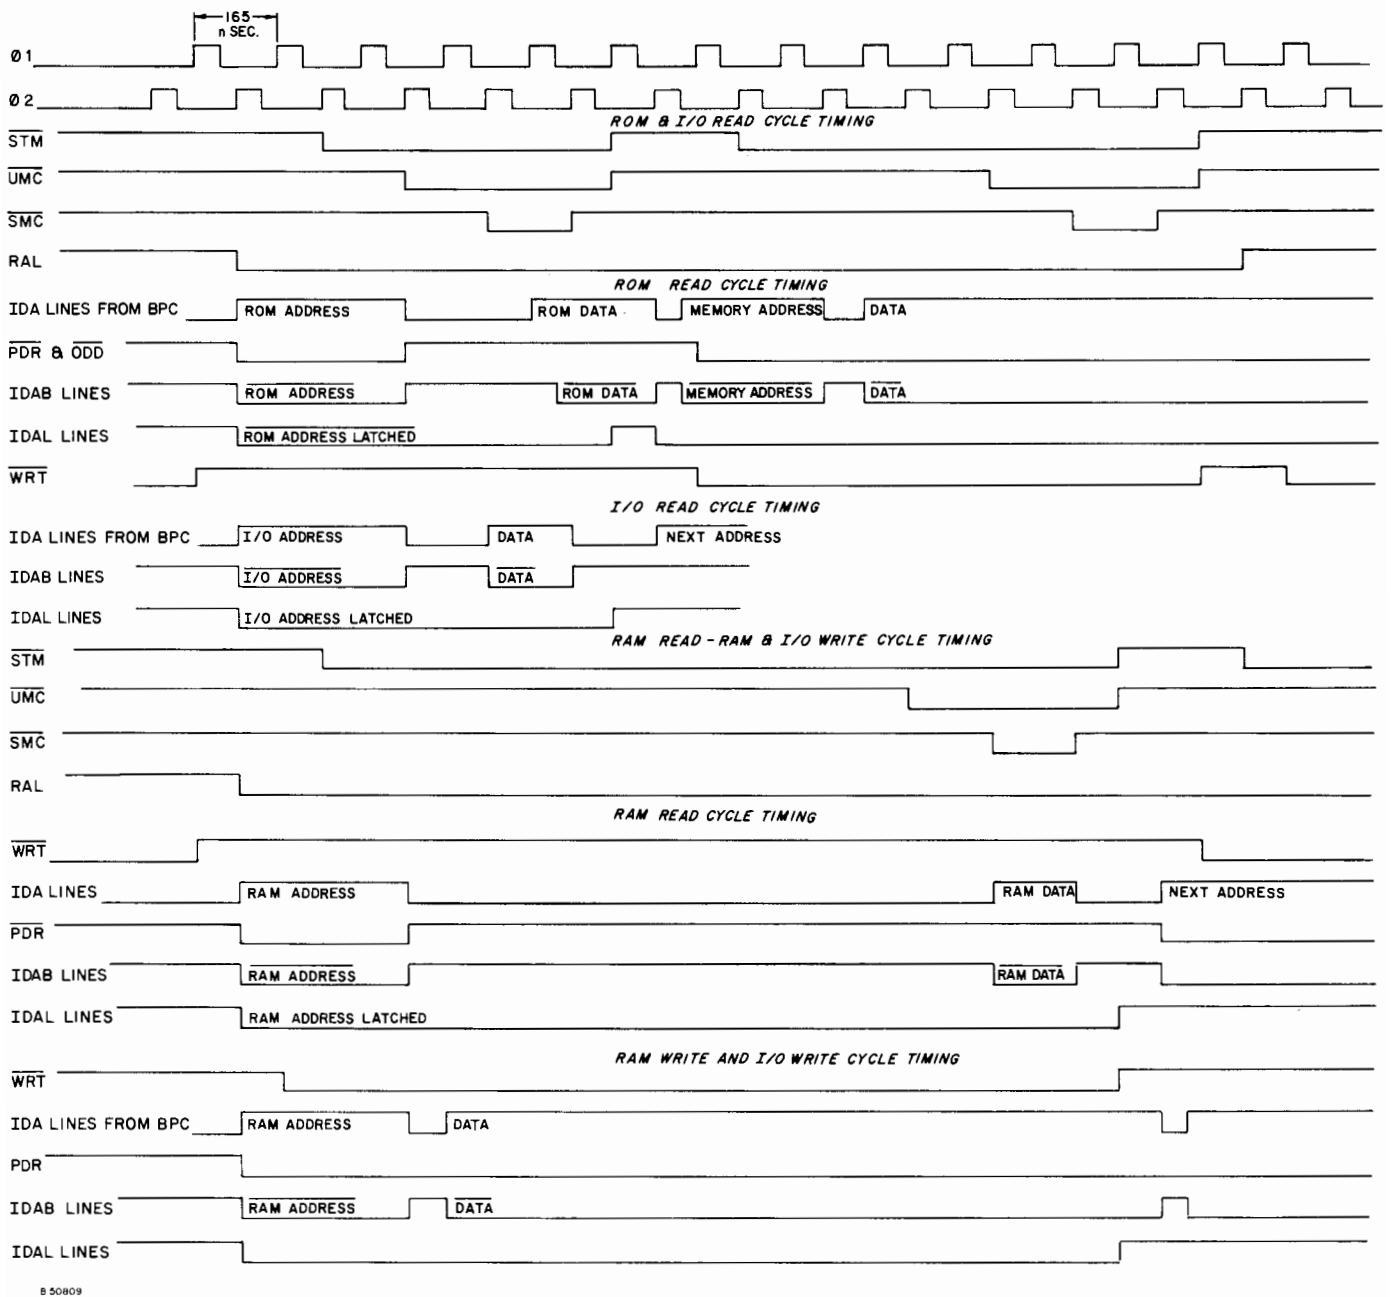 165
n SEC.
Ø1
Ø2
ROM & I/O READ CYCLE TIMING
STM
UMC
SMC
RAL
ROM READ CYCLE TIMING
IDA LINES FROM BPC ROM ADDRESS ROM DATA MEMORY ADDRESS DATA
PDR & ODD
IDAB LINES ROM ADDRESS ROM DATA MEMORY ADDRESS DATA
IDAL LINES ROM ADDRESS LATCHED
WRT
I/O READ CYCLE TIMING
IDA LINES FROM BPC I/O ADDRESS DATA NEXT ADDRESS
IDAB LINES I/O ADDRESS DATA
IDAL LINES I/O ADDRESS LATCHED
RAM READ-RAM & I/O WRITE CYCLE TIMING
STM
UMC
SMC
RAL
RAM READ CYCLE TIMING
WRT
IDA LINES RAM ADDRESS RAM DATA NEXT ADDRESS
PDR
IDAB LINES RAM ADDRESS RAM DATA
IDAL LINES RAM ADDRESS LATCHED
RAM WRITE AND I/O WRITE CYCLE TIMING
WRT
IDA LINES FROM BPC RAM ADDRESS DATA
PDR
IDAB LINES RAM ADDRESS DATA
IDAL LINES
B 50809